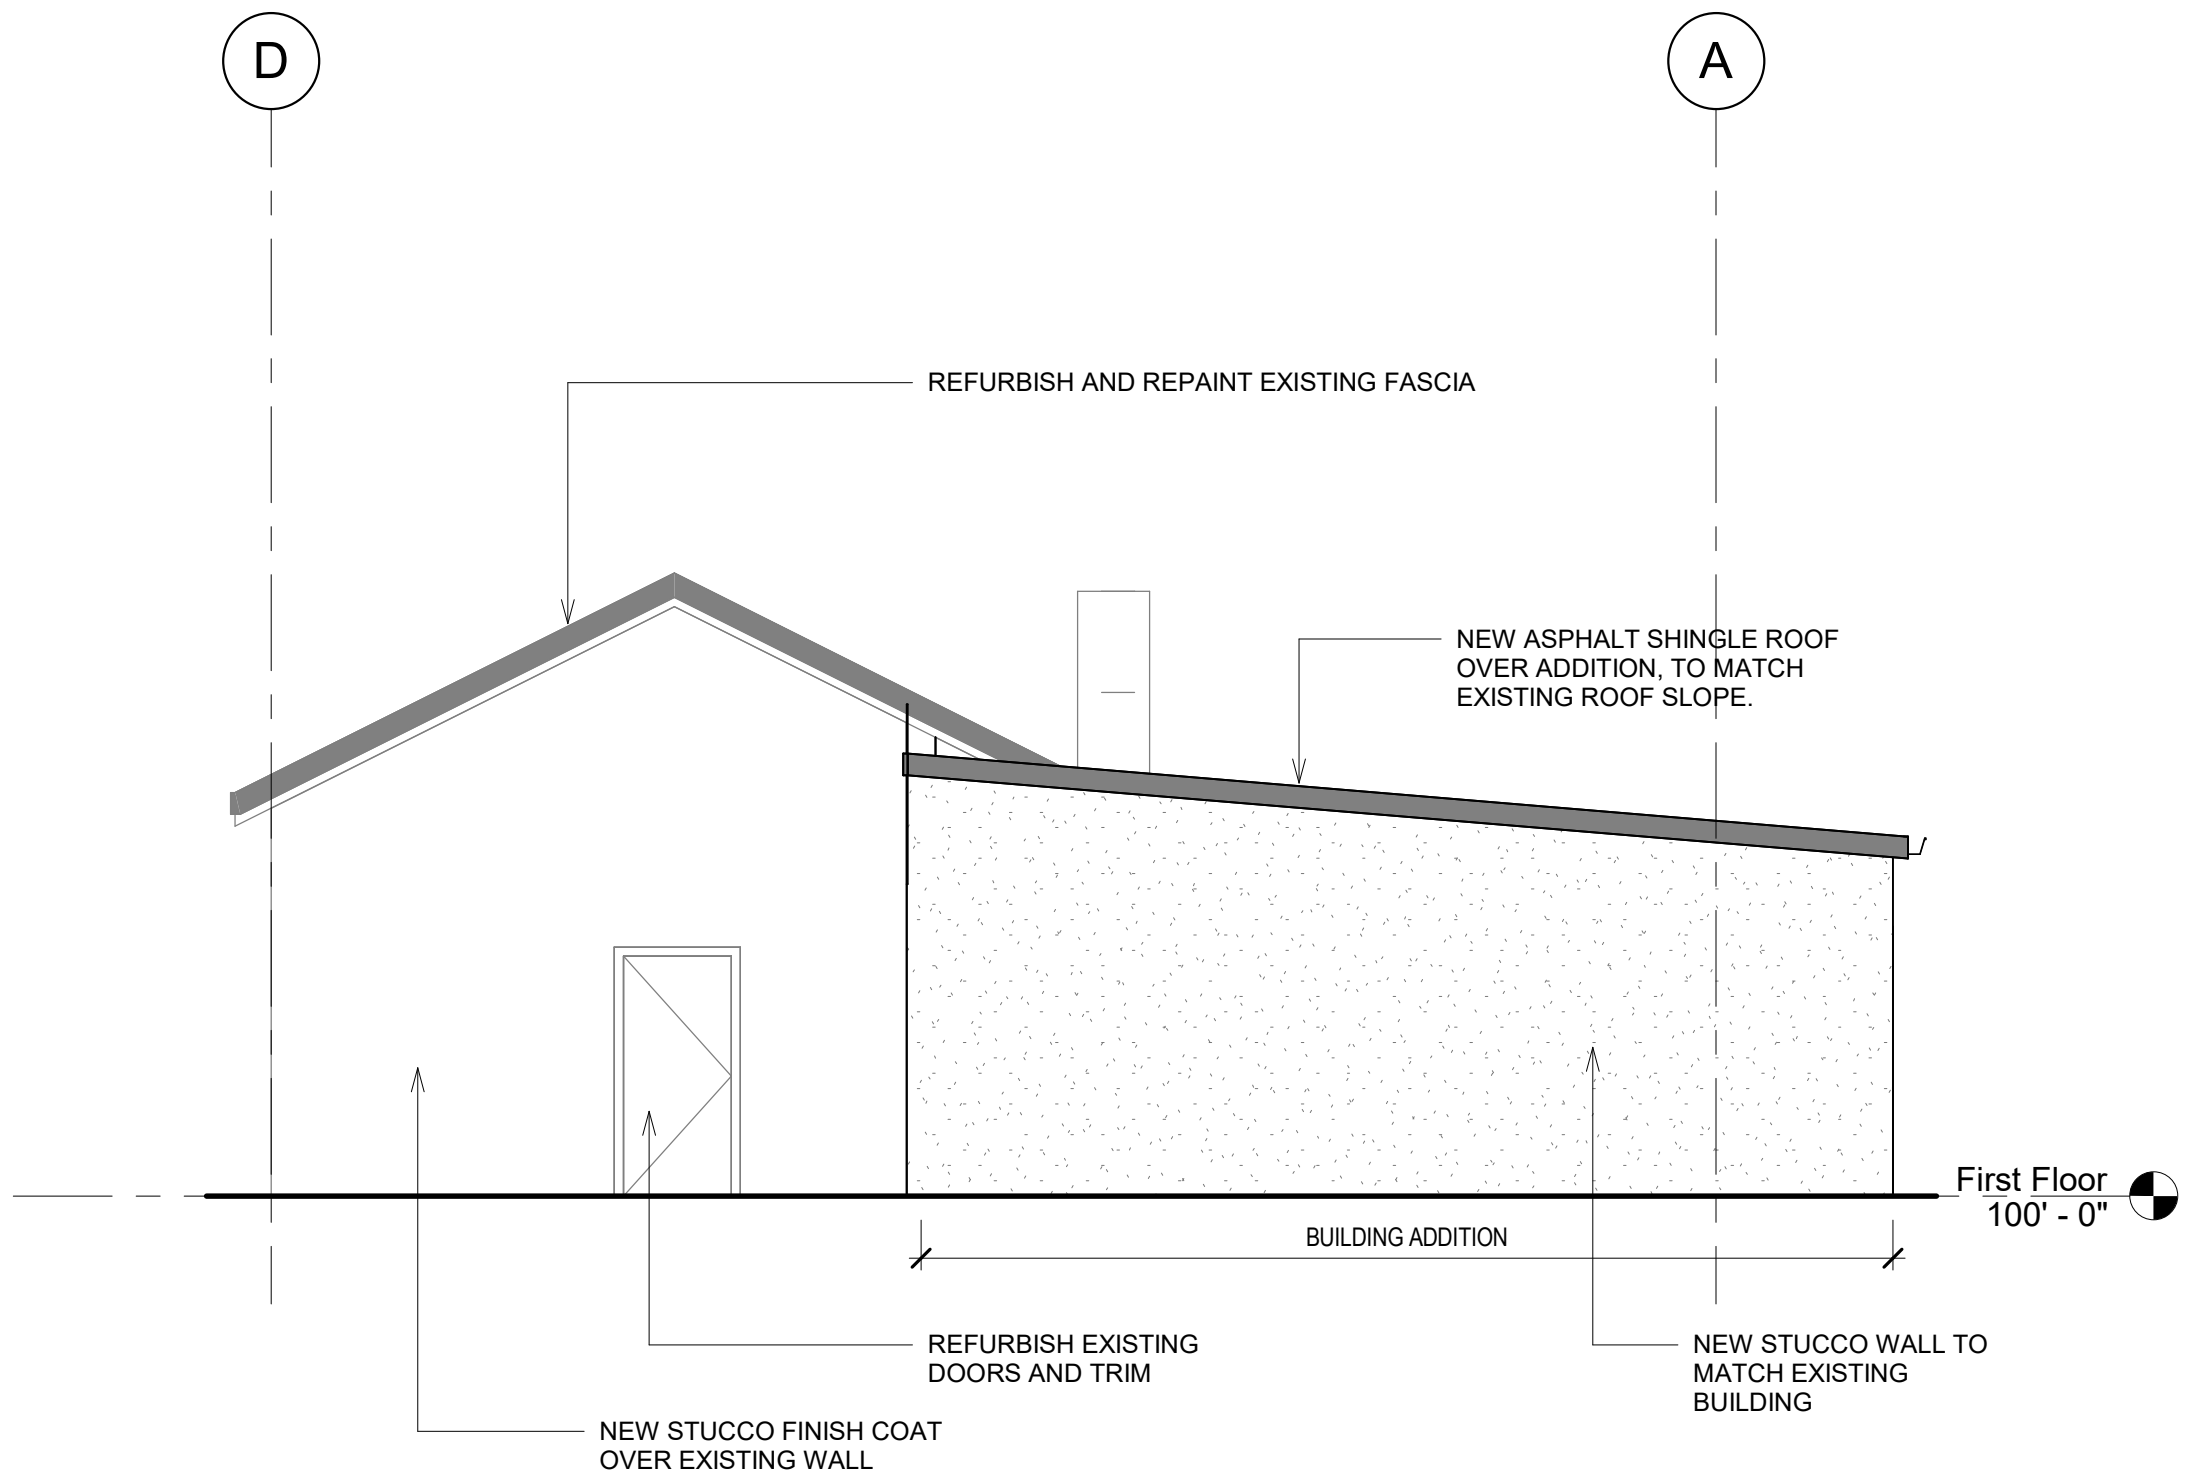 D
A
REFURBISH AND REPAINT EXISTING FASCIA
NEW ASPHALT SHINGLE ROOF
OVER ADDITION, TO MATCH
EXISTING ROOF SLOPE.
First Floor
100' - 0"
BUILDING ADDITION
REFURBISH EXISTING
DOORS AND TRIM
NEW STUCCO WALL TO
MATCH EXISTING
BUILDING
NEW STUCCO FINISH COAT
OVER EXISTING WALL